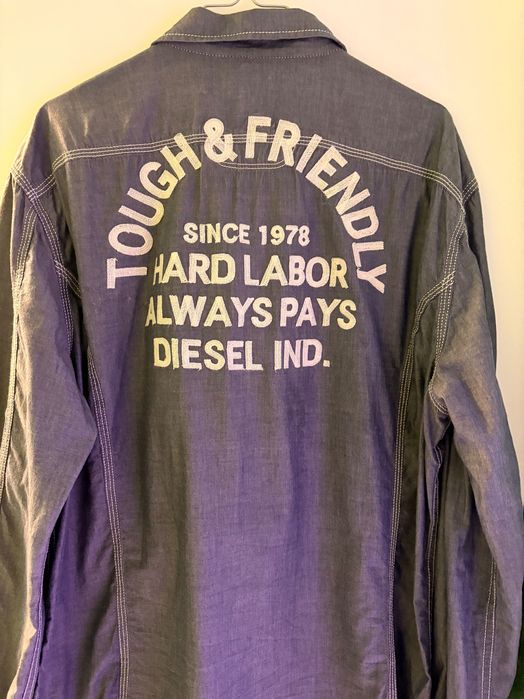 TOUGH & FRIENDLY
SINCE 1978
HARD LABOR
ALWAYS PAYS
DIESEL IND.